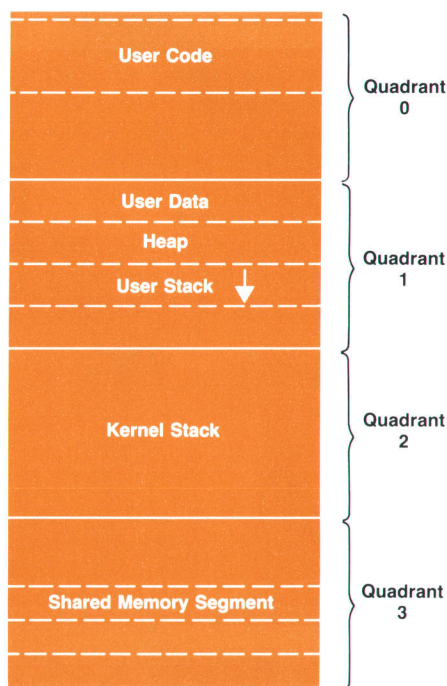 User Code
Quadrant
0
User Data
Heap
User Stack
Quadrant
1
Kernel Stack
Quadrant
2
Shared Memory Segment
Quadrant
3